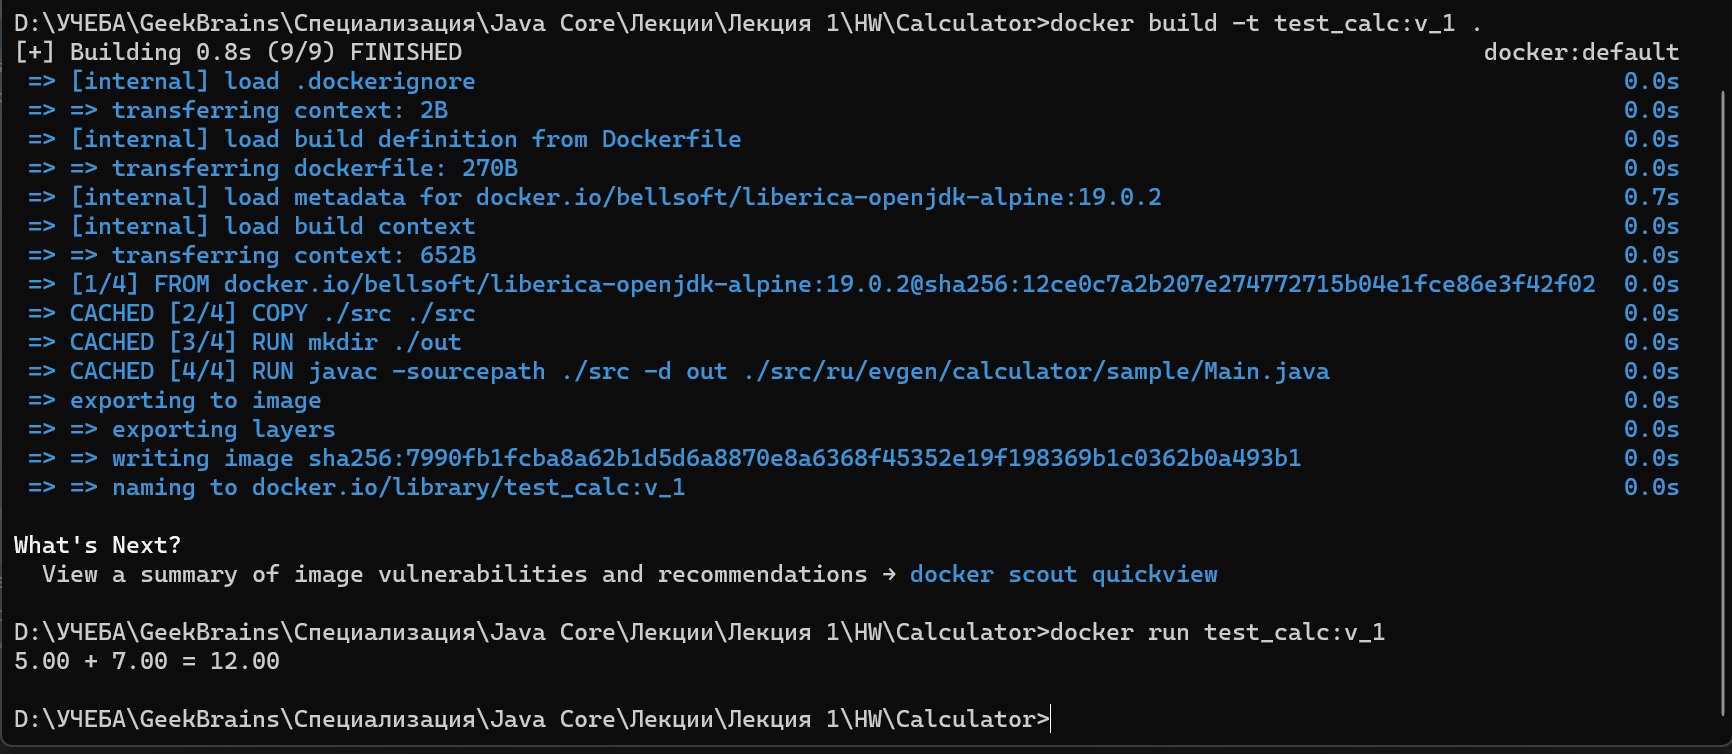 D:\УЧЕБА\GeekBrains\Специализация\Java Core\Лекции\Лекция 1\HW\Calculator>docker build -t test_calc:v_1 .
[+] Building 0.8s (9/9) FINISHED docker:default
=> [internal] load .dockerignore 0.0s
=> => transferring context: 2B 0.0s
=> [internal] load build definition from Dockerfile 0.0s
=> => transferring dockerfile: 270B 0.0s
=> [internal] load metadata for docker.io/bellsoft/liberica-openjdk-alpine:19.0.2 0.7s
=> [internal] load build context 0.0s
=> => transferring context: 652B 0.0s
=> [1/4] FROM docker.io/bellsoft/liberica-openjdk-alpine:19.0.2@sha256:12ce0c7a2b207e274772715b04e1fce86e3f42f02 0.0s
=> CACHED [2/4] COPY ./src ./src 0.0s
=> CACHED [3/4] RUN mkdir ./out 0.0s
=> CACHED [4/4] RUN javac -sourcepath ./src -d out ./src/ru/evgen/calculator/sample/Main.java 0.0s
=> exporting to image 0.0s
=> => exporting layers 0.0s
=> => writing image sha256:7990fb1fcba8a62b1d5d6a8870e8a6368f45352e19f198369b1c0362b0a493b1 0.0s
=> => naming to docker.io/library/test_calc:v_1 0.0s
What's Next?
View a summary of image vulnerabilities and recommendations → docker scout quickview
D:\УЧЕБА\GeekBrains\Специализация\Java Core\Лекции\Лекция 1\HW\Calculator>docker run test_calc:v_1
5.00 + 7.00 = 12.00
D:\УЧЕБА\GeekBrains\Специализация\Java Core\Лекции\Лекция 1\HW\Calculator>